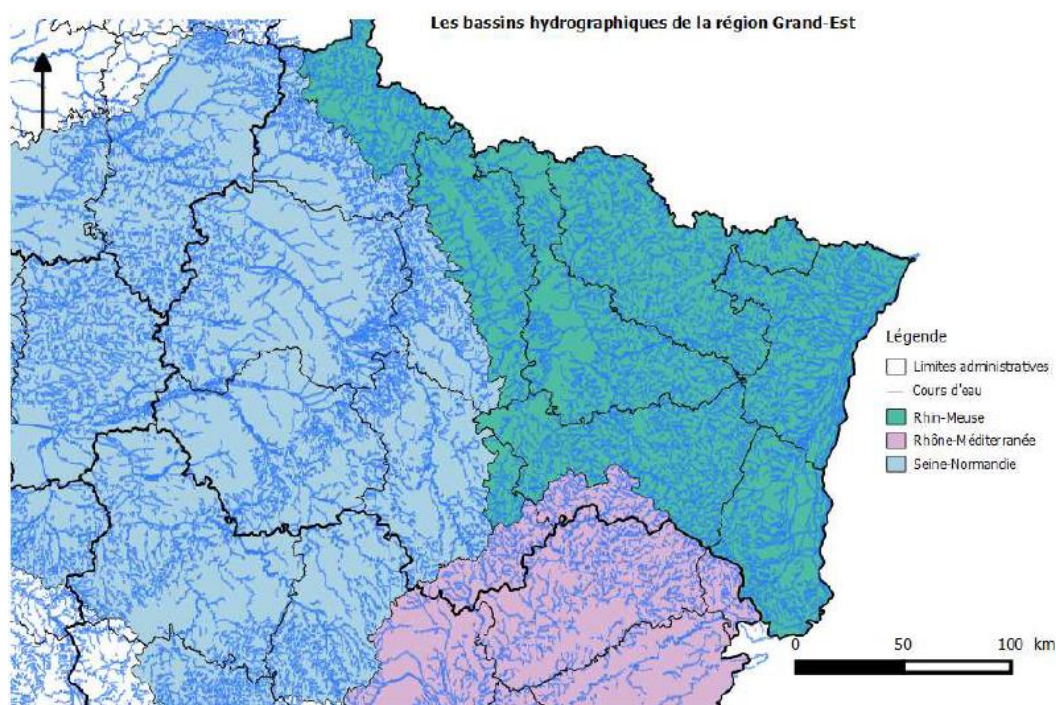 Les bassins hydrographiques de la région Grand-Est
Légende
Limites administratives
Cours d'eau
Rhin-Meuse
Rhône-Méditerranée
Seine-Normandie
0 50 100 km